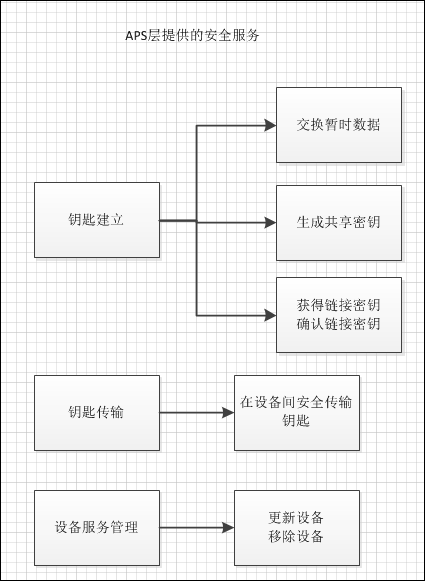 APS层提供的安全服务
交换暂时数据
钥匙建立
生成共享密钥
获得链接密钥
确认链接密钥
钥匙传输
在设备间安全传输
钥匙
设备服务管理
更新设备
移除设备